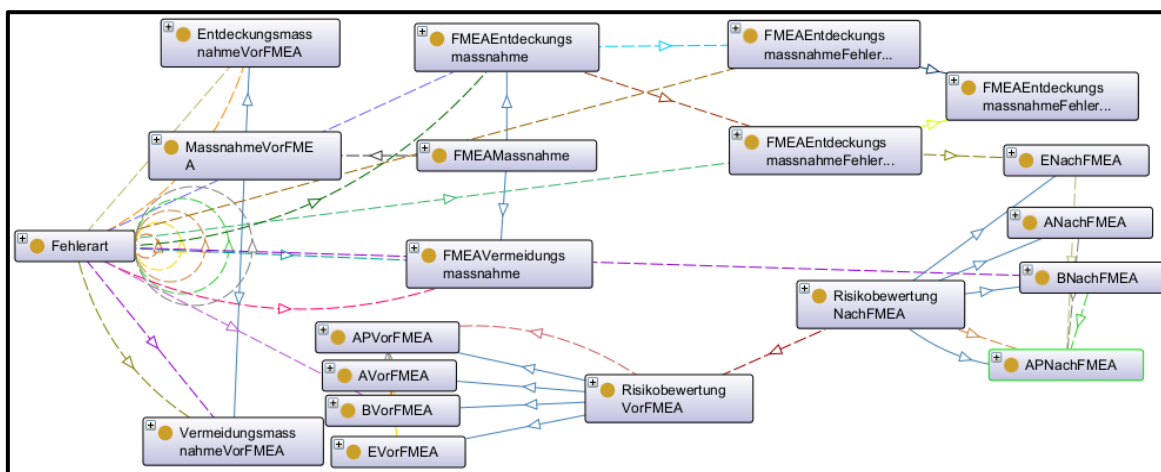 Entdeckungsmass
nahmeVorFMEA
FMEAEntdeckungs
massnahme
FMEAEntdeckungs
massnahmeFehler...
FMEAEntdeckungs
massnahmeFehler...
MassnahmeVorFME
A
FMEAMassnahme
FMEAEntdeckungs
massnahmeFehler...
ENachFMEA
ANachFMEA
Fehlerart
FMEAVermeidungs
massnahme
BNachFMEA
Risikobewertung
NachFMEA
APVorFMEA
APNachFMEA
AVorFMEA
Risikobewertung
VorFMEA
BVorFMEA
Vermeidungsmass
nahmeVorFMEA
EVorFMEA